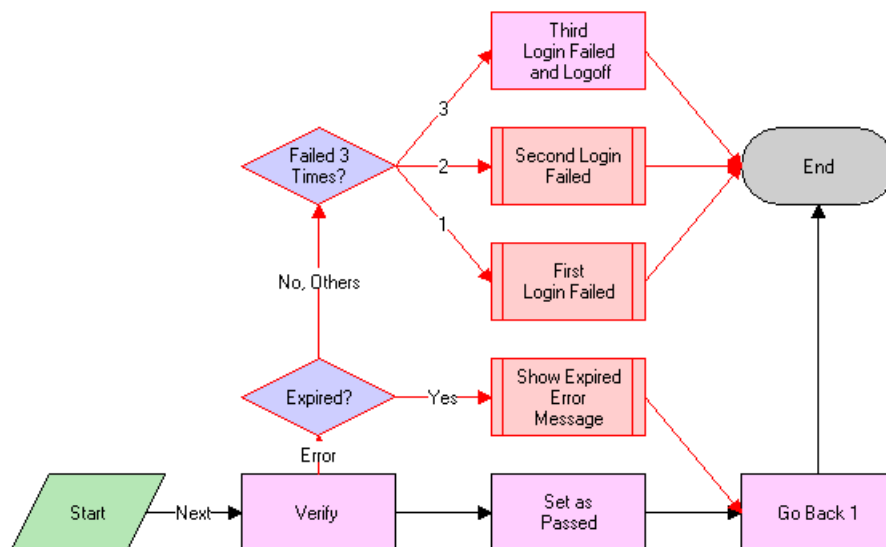 Third
Login Failed
and Logoff
3
Failed 3
Times?
2
Second Login
Failed
End
1
First
Login Failed
No, Others
Expired?
Yes
Show Expired
Error
Message
Error
Start
Next
Verify
Set as
Passed
Go Back 1